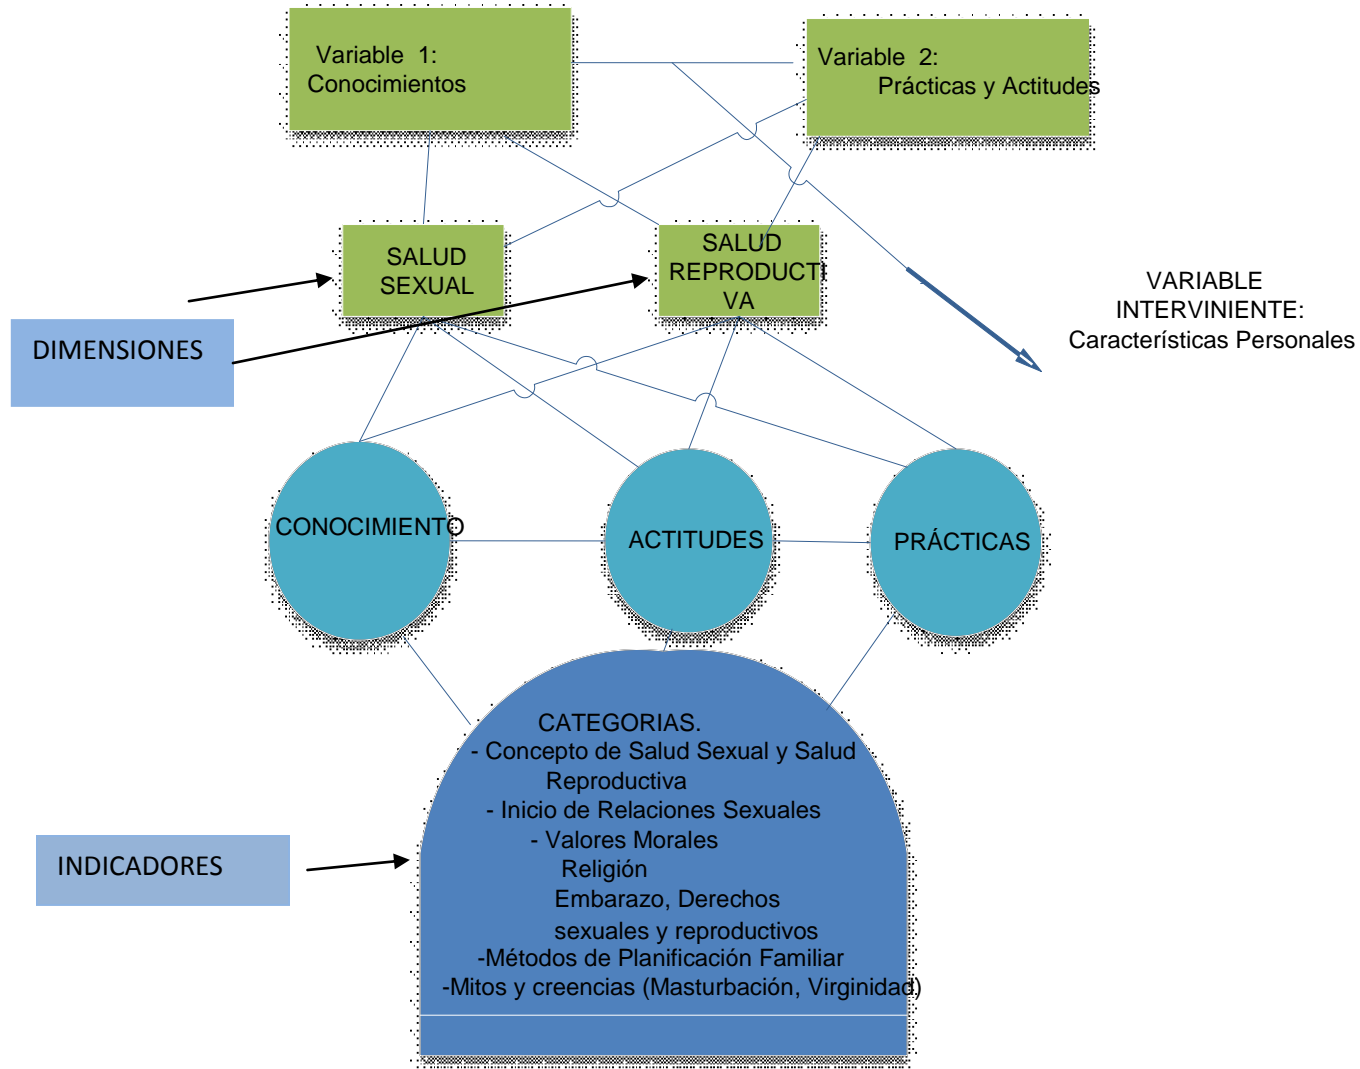 Variable 1:
Conocimientos
Variable 2:
Prácticas y Actitudes
SALUD
SEXUAL
SALUD
REPRODUCTI
VA
VARIABLE
INTERVINIENTE:
Características Personales
DIMENSIONES
CONOCIMIENTO
ACTITUDES
PRÁCTICAS
CATEGORIAS.
- Concepto de Salud Sexual y Salud
Reproductiva
- Inicio de Relaciones Sexuales
- Valores Morales
Religión
Embarazo, Derechos
sexuales y reproductivos
-Métodos de Planificación Familiar
-Mitos y creencias (Masturbación, Virginidad)
INDICADORES